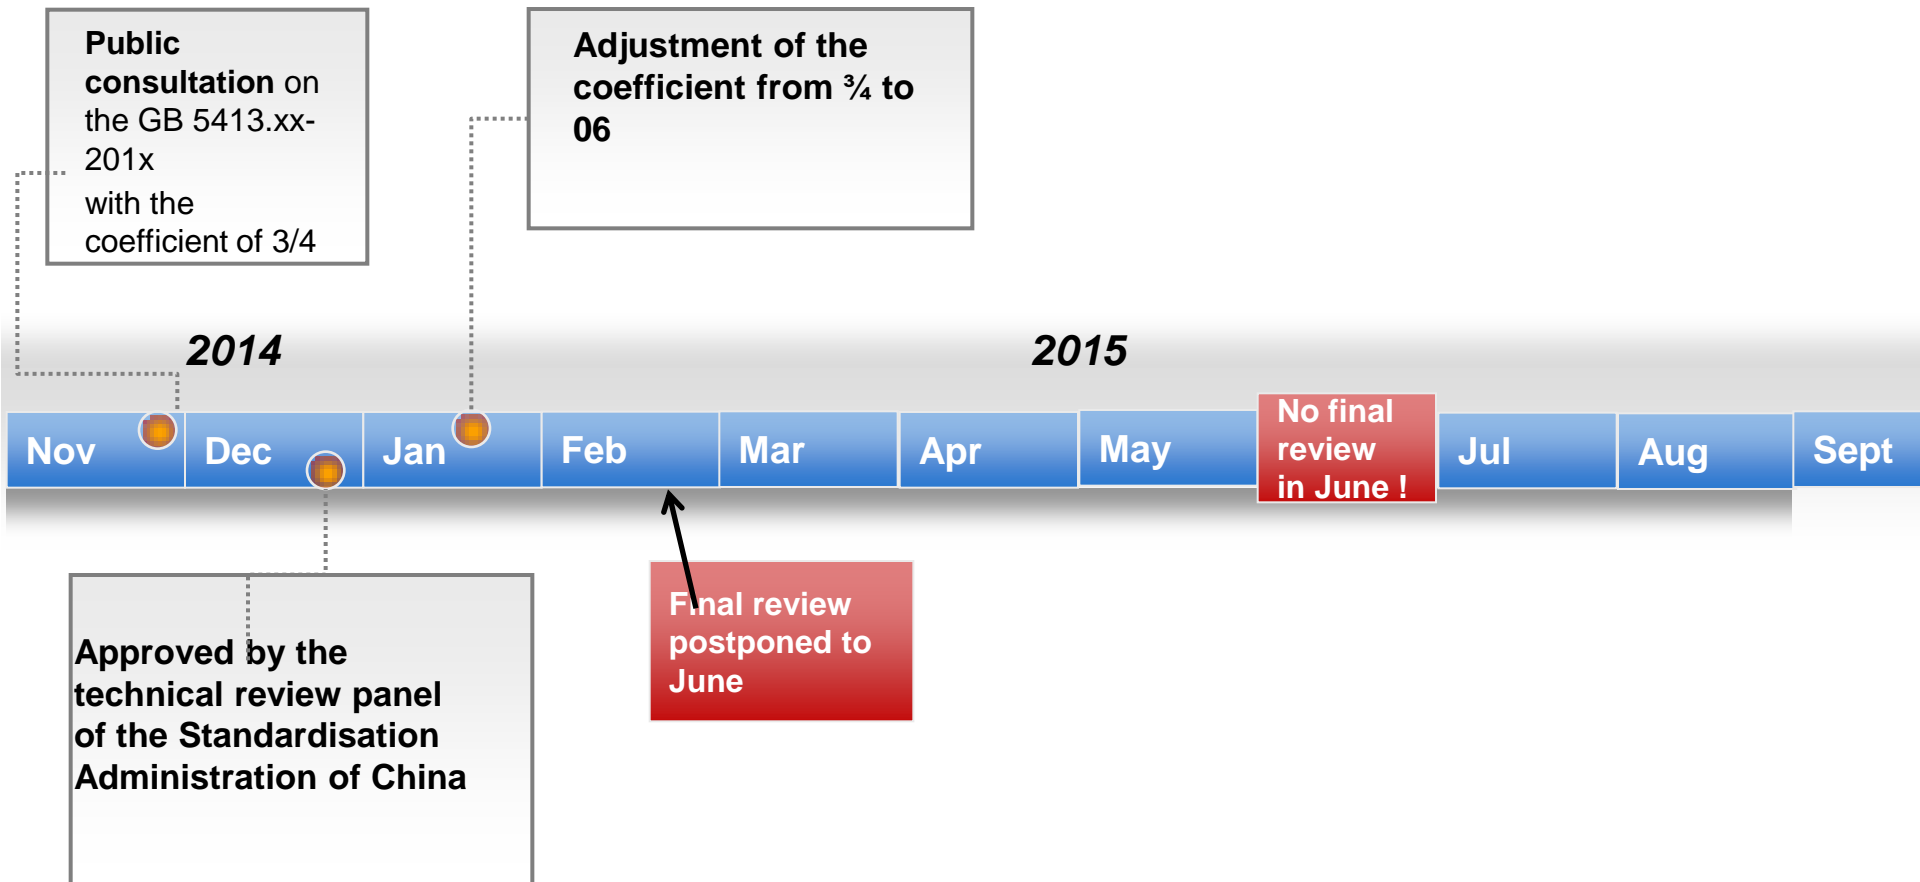 Public
consultation on
the GB 5413.xx-
201x
with the
coefficient of 3/4
Adjustment of the
coefficient from ¾ to
06
2014
2015
Nov
Dec
Jan
Feb
Mar
Apr
May
No final
review
in June !
Jul
Aug
Sept
Approved by the
technical review panel
of the Standardisation
Administration of China
Final review
postponed to
June